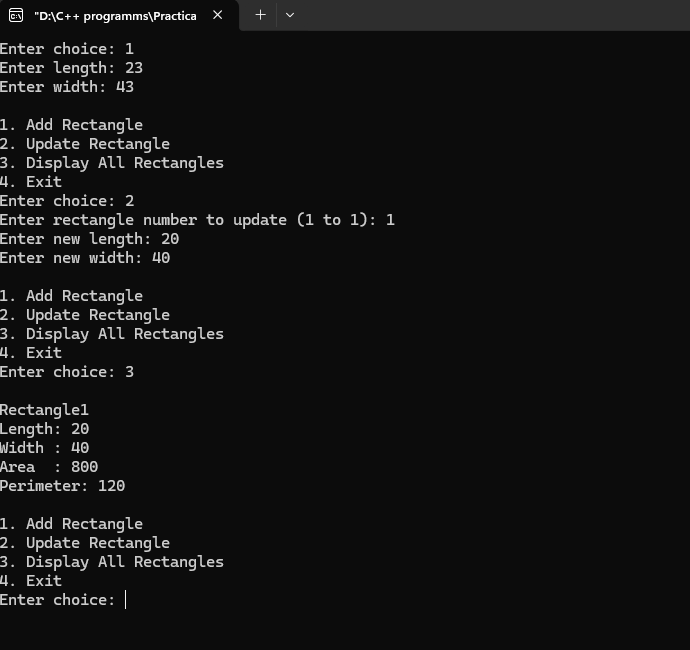 "D:\C++ programms\Practica
Enter choice: 1
Enter length: 23
Enter width: 43
1. Add Rectangle
2. Update Rectangle
3. Display All Rectangles
4. Exit
Enter choice: 2
Enter rectangle number to update (1 to 1): 1
Enter new length: 20
Enter new width: 40
1. Add Rectangle
2. Update Rectangle
3. Display All Rectangles
4. Exit
Enter choice: 3
Rectangle1
Length: 20
Width : 40
Area  : 800
Perimeter: 120
1. Add Rectangle
2. Update Rectangle
3. Display All Rectangles
4. Exit
Enter choice: